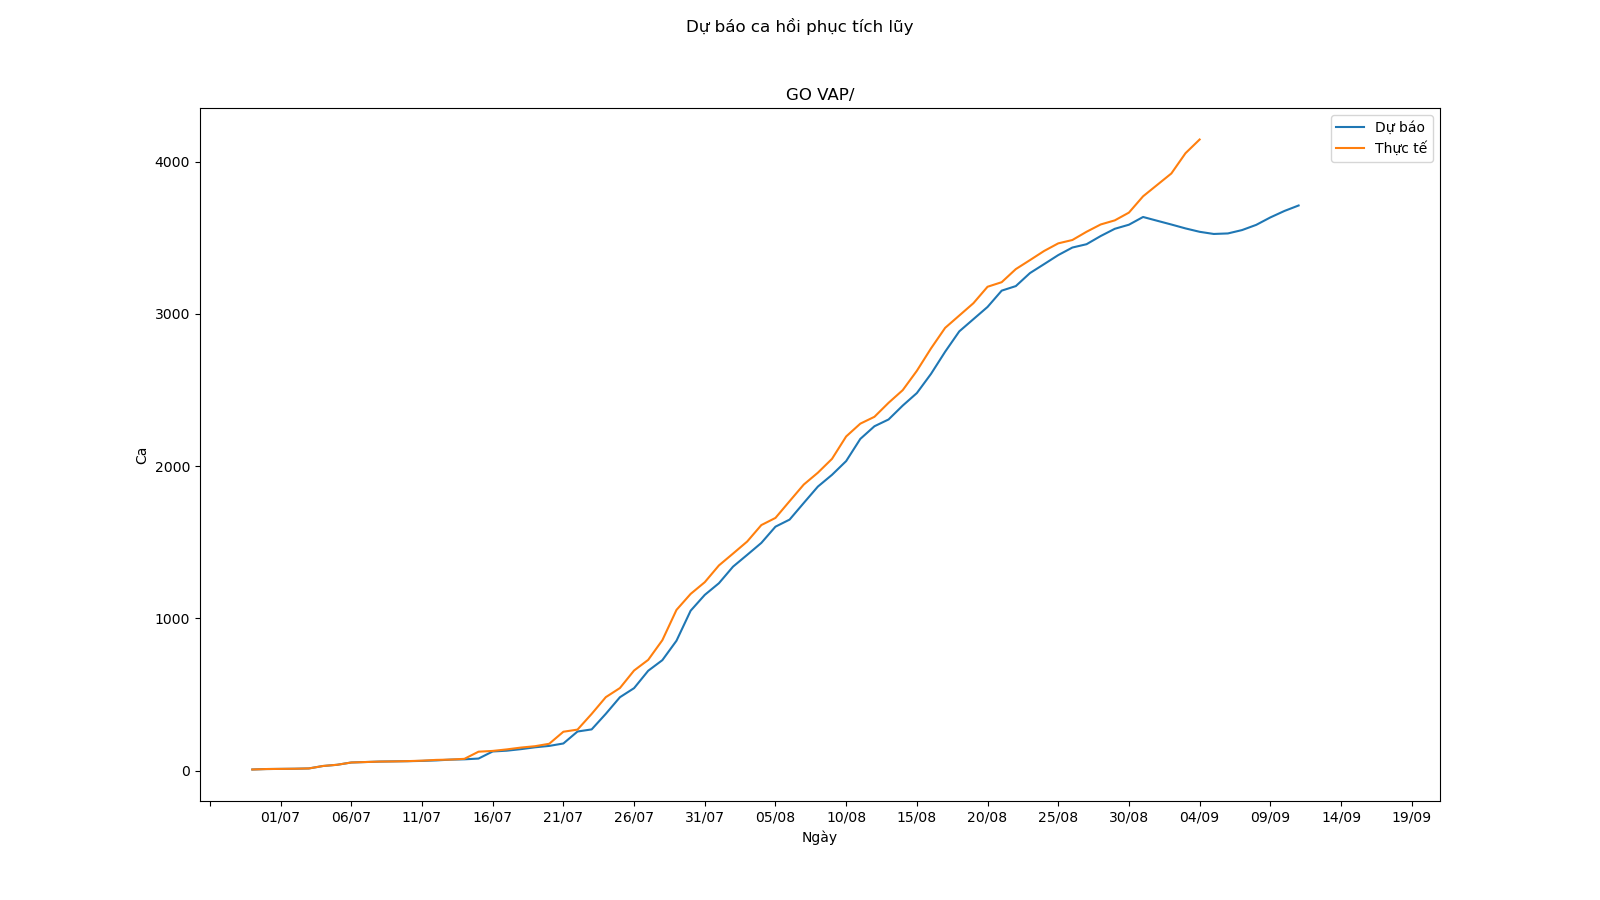 Dự báo ca hồi phục tích lũy
GO VAP/
Dự báo
Thực tế
4000
3000
2000
1000
0
Ca
01/07 06/07 11/07 16/07 21/07 26/07 31/07 05/08 10/08 15/08 20/08 25/08 30/08 04/09 09/09 14/09 19/09
Ngày